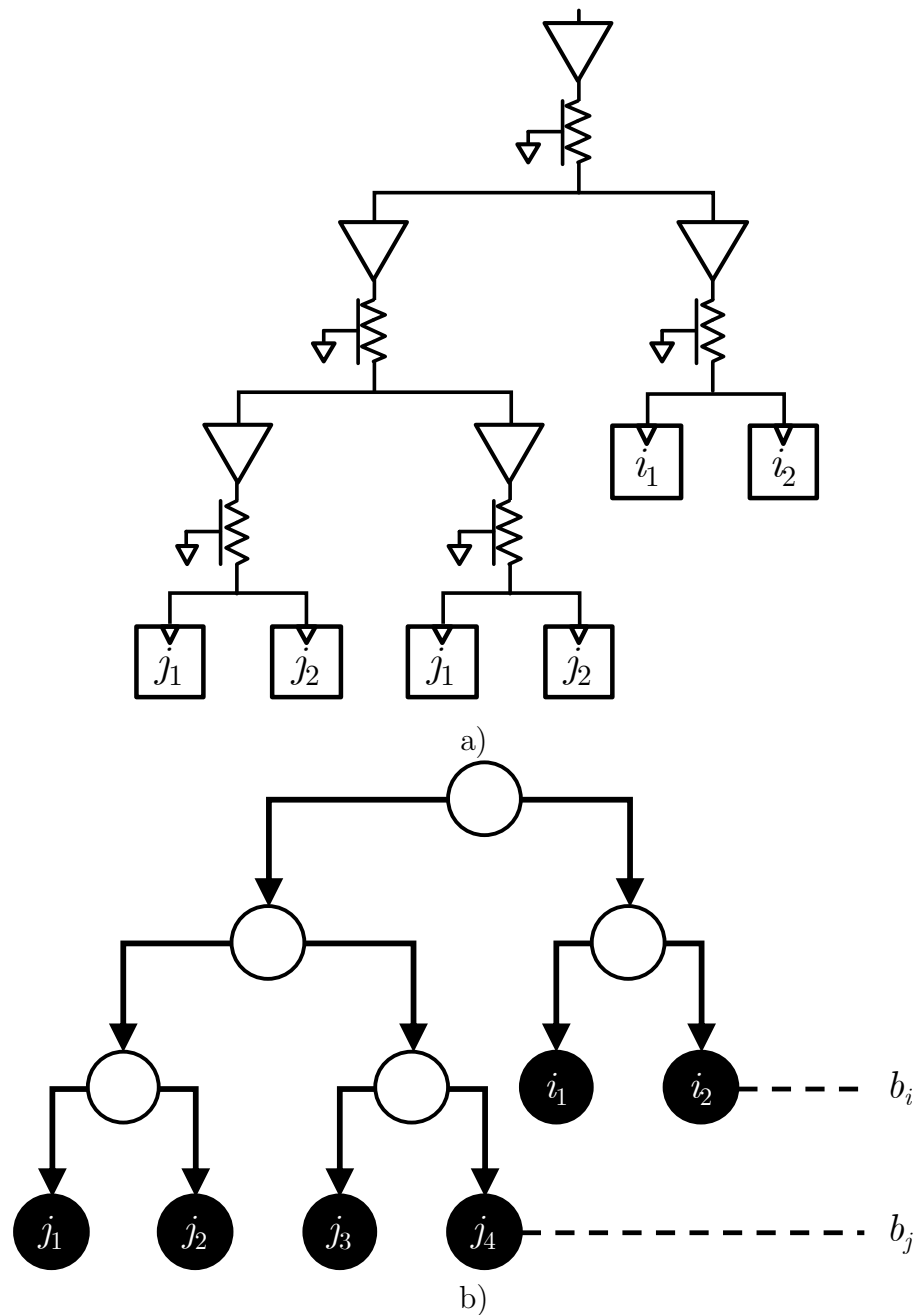 i₁ i₂
j₁ j₂ j₁ j₂
a)
i₁ i₂ bᵢ
j₁ j₂ j₃ j₄ bⱼ
b)